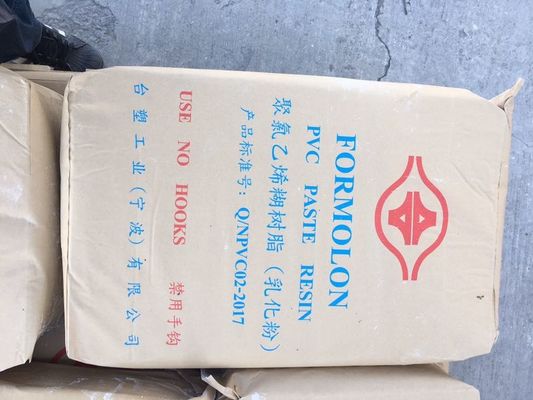 FORMOLON
PVC PASTE RESIN
聚氯乙烯糊树脂（乳化粉）
产品标准号：Q/NPVC02-2017
USE NO HOOKS 禁用手钩
台塑工业（宁波）有限公司